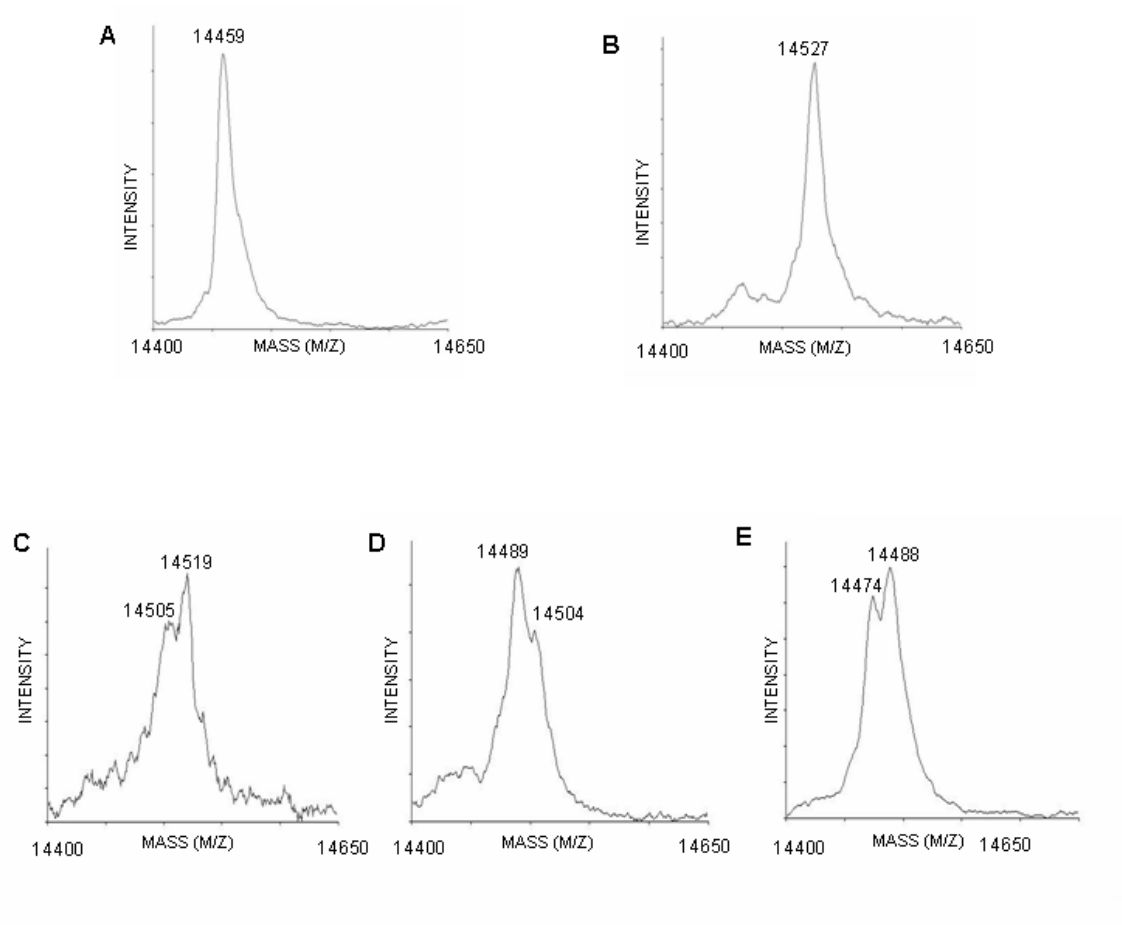 A
14459
INTENSITY
14400 MASS (M/Z) 14650
B
14527
INTENSITY
14400 MASS (M/Z) 14650
C
14519
14505
INTENSITY
14400 MASS (M/Z) 14650
D
14489
14504
INTENSITY
14400 MASS (M/Z) 14650
E
14488
14474
INTENSITY
14400 MASS (M/Z) 14650